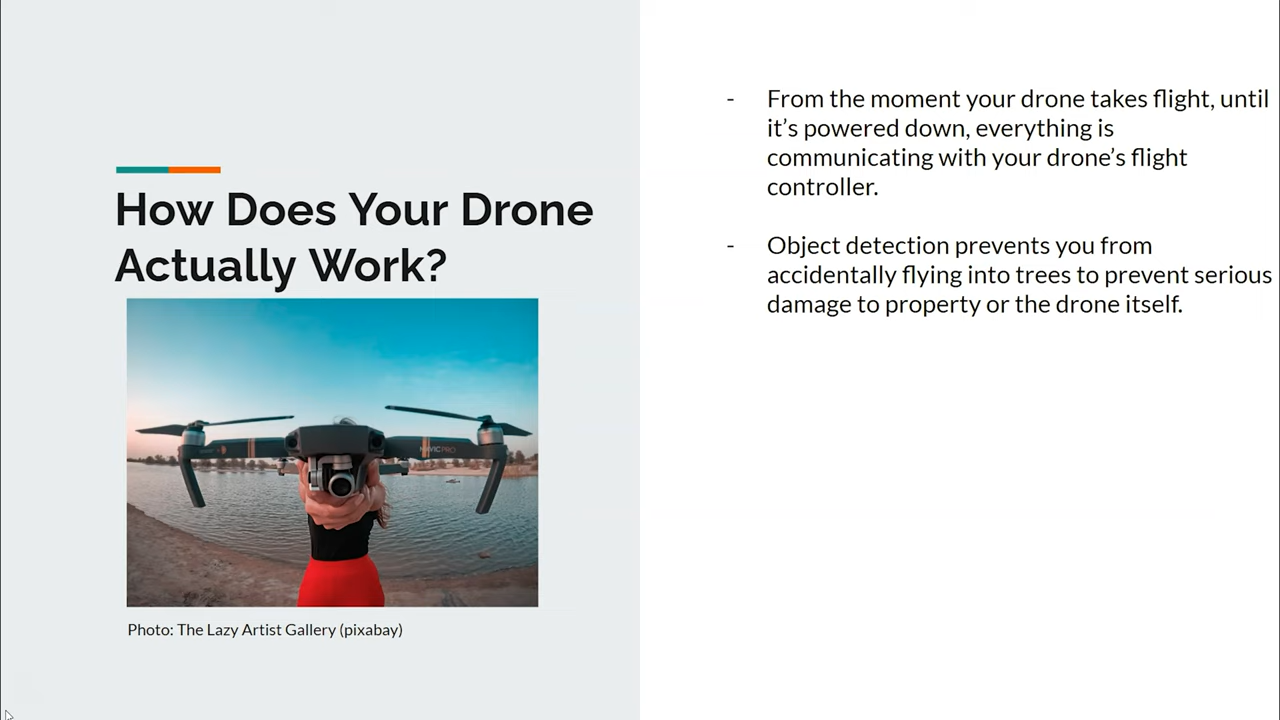 How Does Your Drone
Actually Work?
MAVIC PRO
Photo: The Lazy Artist Gallery (pixabay)
- From the moment your drone takes flight, until
it’s powered down, everything is
communicating with your drone’s flight
controller.
- Object detection prevents you from
accidentally flying into trees to prevent serious
damage to property or the drone itself.